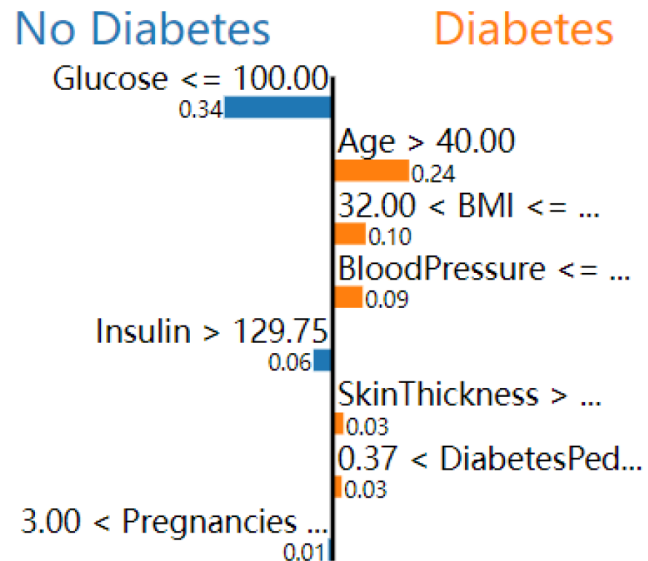 No Diabetes Diabetes
Glucose <= 100.00
0.34
Age > 40.00
0.24
32.00 < BMI <= ...
0.10
BloodPressure <= ...
0.09
Insulin > 129.75
0.06
SkinThickness > ...
0.03
0.37 < DiabetesPed...
0.03
3.00 < Pregnancies ...
0.01